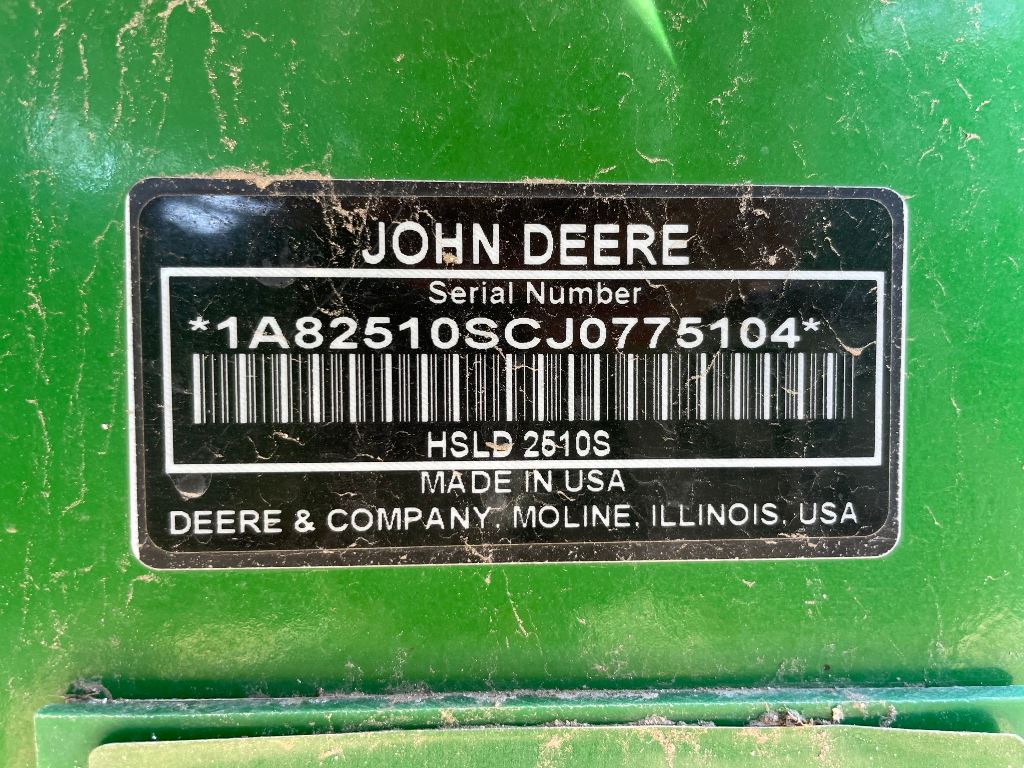 JOHN DEERE
Serial Number
*1A82510SCJ0775104*
HSLD 2510S
MADE IN USA
DEERE & COMPANY, MOLINE, ILLINOIS, USA